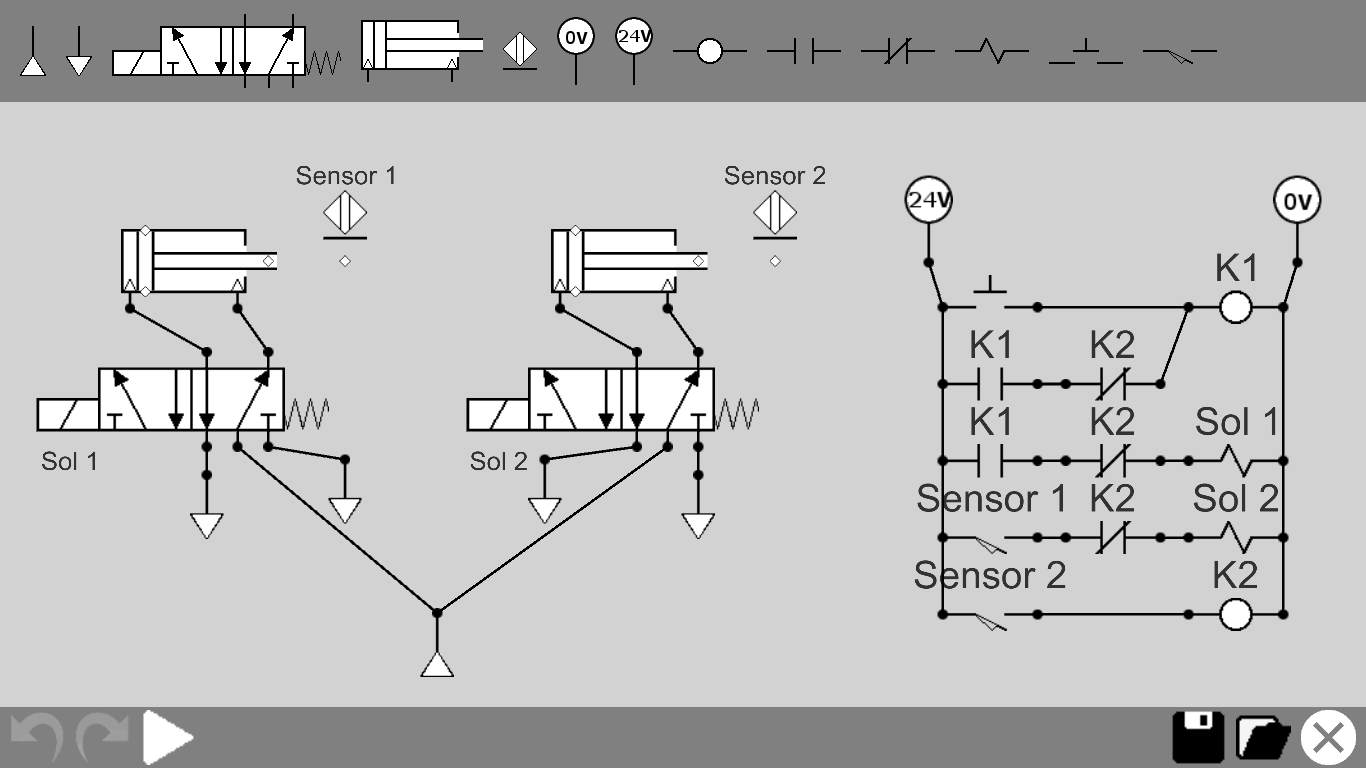 0V 24V
Sensor 1
Sensor 2
24V
0V
K1
K1 K2
K1 K2 Sol 1
Sol 1
Sol 2
Sensor 1 K2 Sol 2
Sensor 2 K2